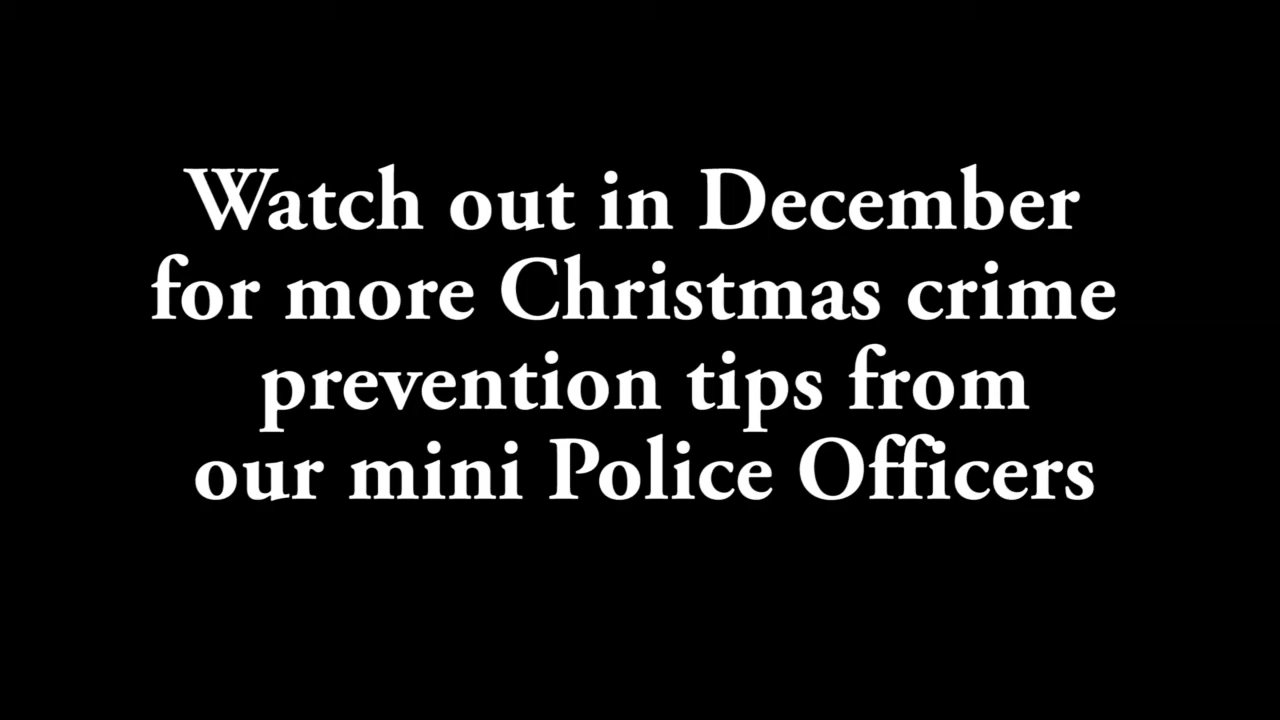 Watch out in December
for more Christmas crime
prevention tips from
our mini Police Officers